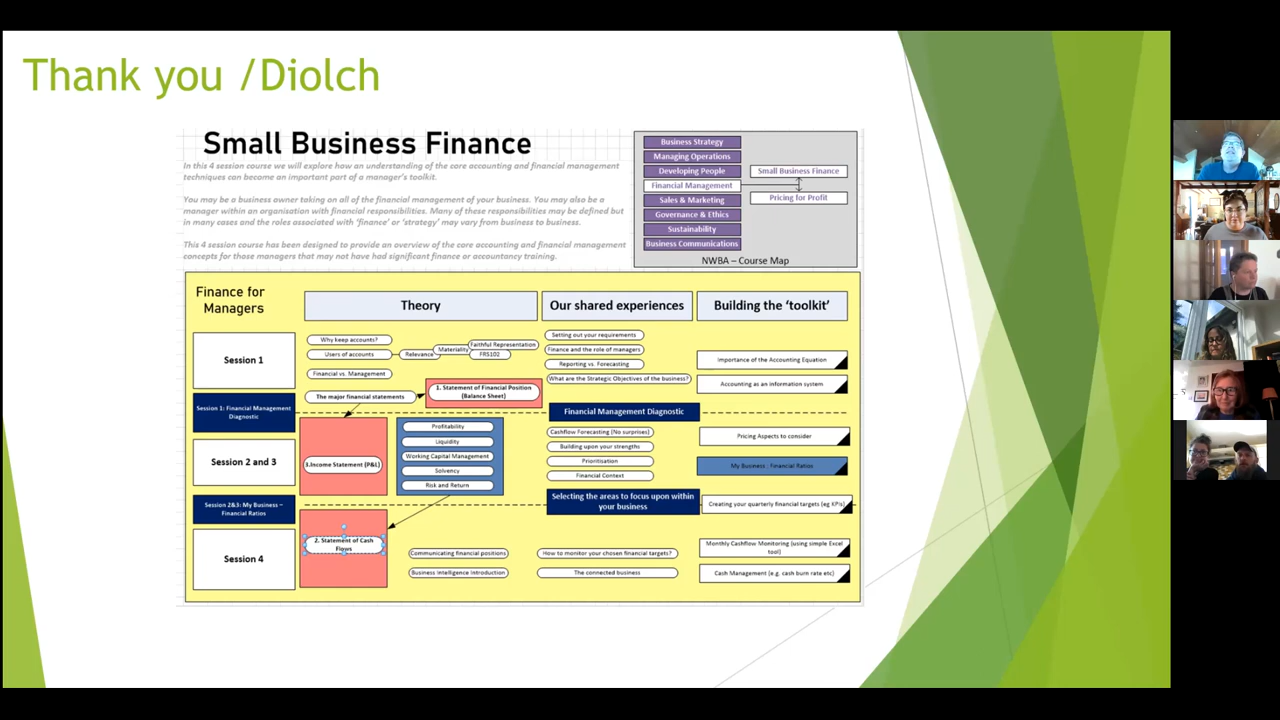 Thank you /Diolch
Small Business Finance
In this 4 session course we will explore how an understanding of the core accounting and financial management
techniques can become an important part of a manager's toolkit.
You may be a business owner taking on all of the financial management of your business. You may also be a
manager within an organisation with financial responsibilities. Many of these responsibilities may be defined but
in many cases and the roles associated with 'finance' or 'strategy' may vary from business to business.
This 4 session course has been designed to provide an overview of the core accounting and financial management
concepts for those managers that may not have had significant finance or accountancy training.
Business Strategy
Managing Operations
Developing People
Financial Management
Sales & Marketing
Governance & Ethics
Sustainability
Business Communications
Small Business Finance
Pricing for Profit
NWBA – Course Map
Finance for
Managers
Theory
Our shared experiences
Building the 'toolkit'
Session 1
Why keep accounts?
Users of accounts
Relevance
Materiality
Faithful Representation
FRS102
Financial vs. Management
The major financial statements
1. Statement of Financial Position
(Balance Sheet)
Setting out your requirements
Finance and the role of managers
Reporting vs. Forecasting
What are the Strategic Objectives of the business?
Importance of the Accounting Equation
Accounting as an information system
Session 1: Financial Management
Diagnostic
Financial Management Diagnostic
Session 2 and 3
3.Income Statement (P&L)
Profitability
Liquidity
Working Capital Management
Solvency
Risk and Return
Cashflow Forecasting (No surprises)
Building upon your strengths
Prioritisation
Financial Context
Pricing Aspects to consider
My Business : Financial Ratios
Session 2&3: My Business –
Financial Ratios
Selecting the areas to focus upon within
your business
Creating your quarterly financial targets (eg KPIs)
Session 4
2. Statement of Cash
Flows
Communicating financial positions
Business Intelligence Introduction
How to monitor your chosen financial targets?
The connected business
Monthly Cashflow Monitoring (using simple Excel
tool)
Cash Management (e.g. cash burn rate etc)